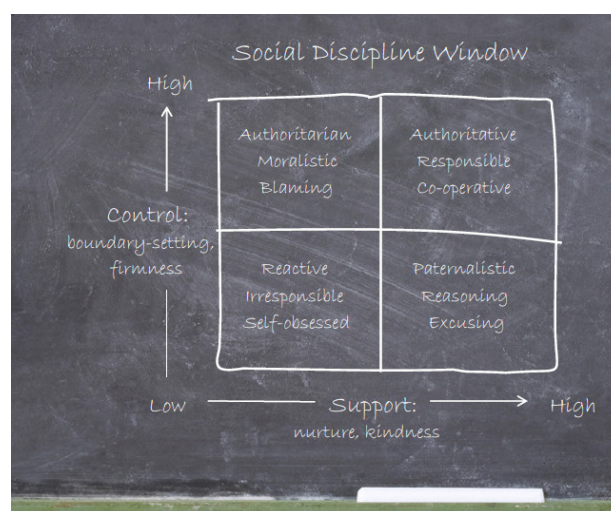 Social Discipline Window
High
Authoritarian
Moralistic
Blaming
Authoritative
Responsible
Co-operative
Control:
boundary-setting,
firmness
Reactive
Irresponsible
Self-obsessed
Paternalistic
Reasoning
Excusing
Low
Support:
High
nurture, kindness